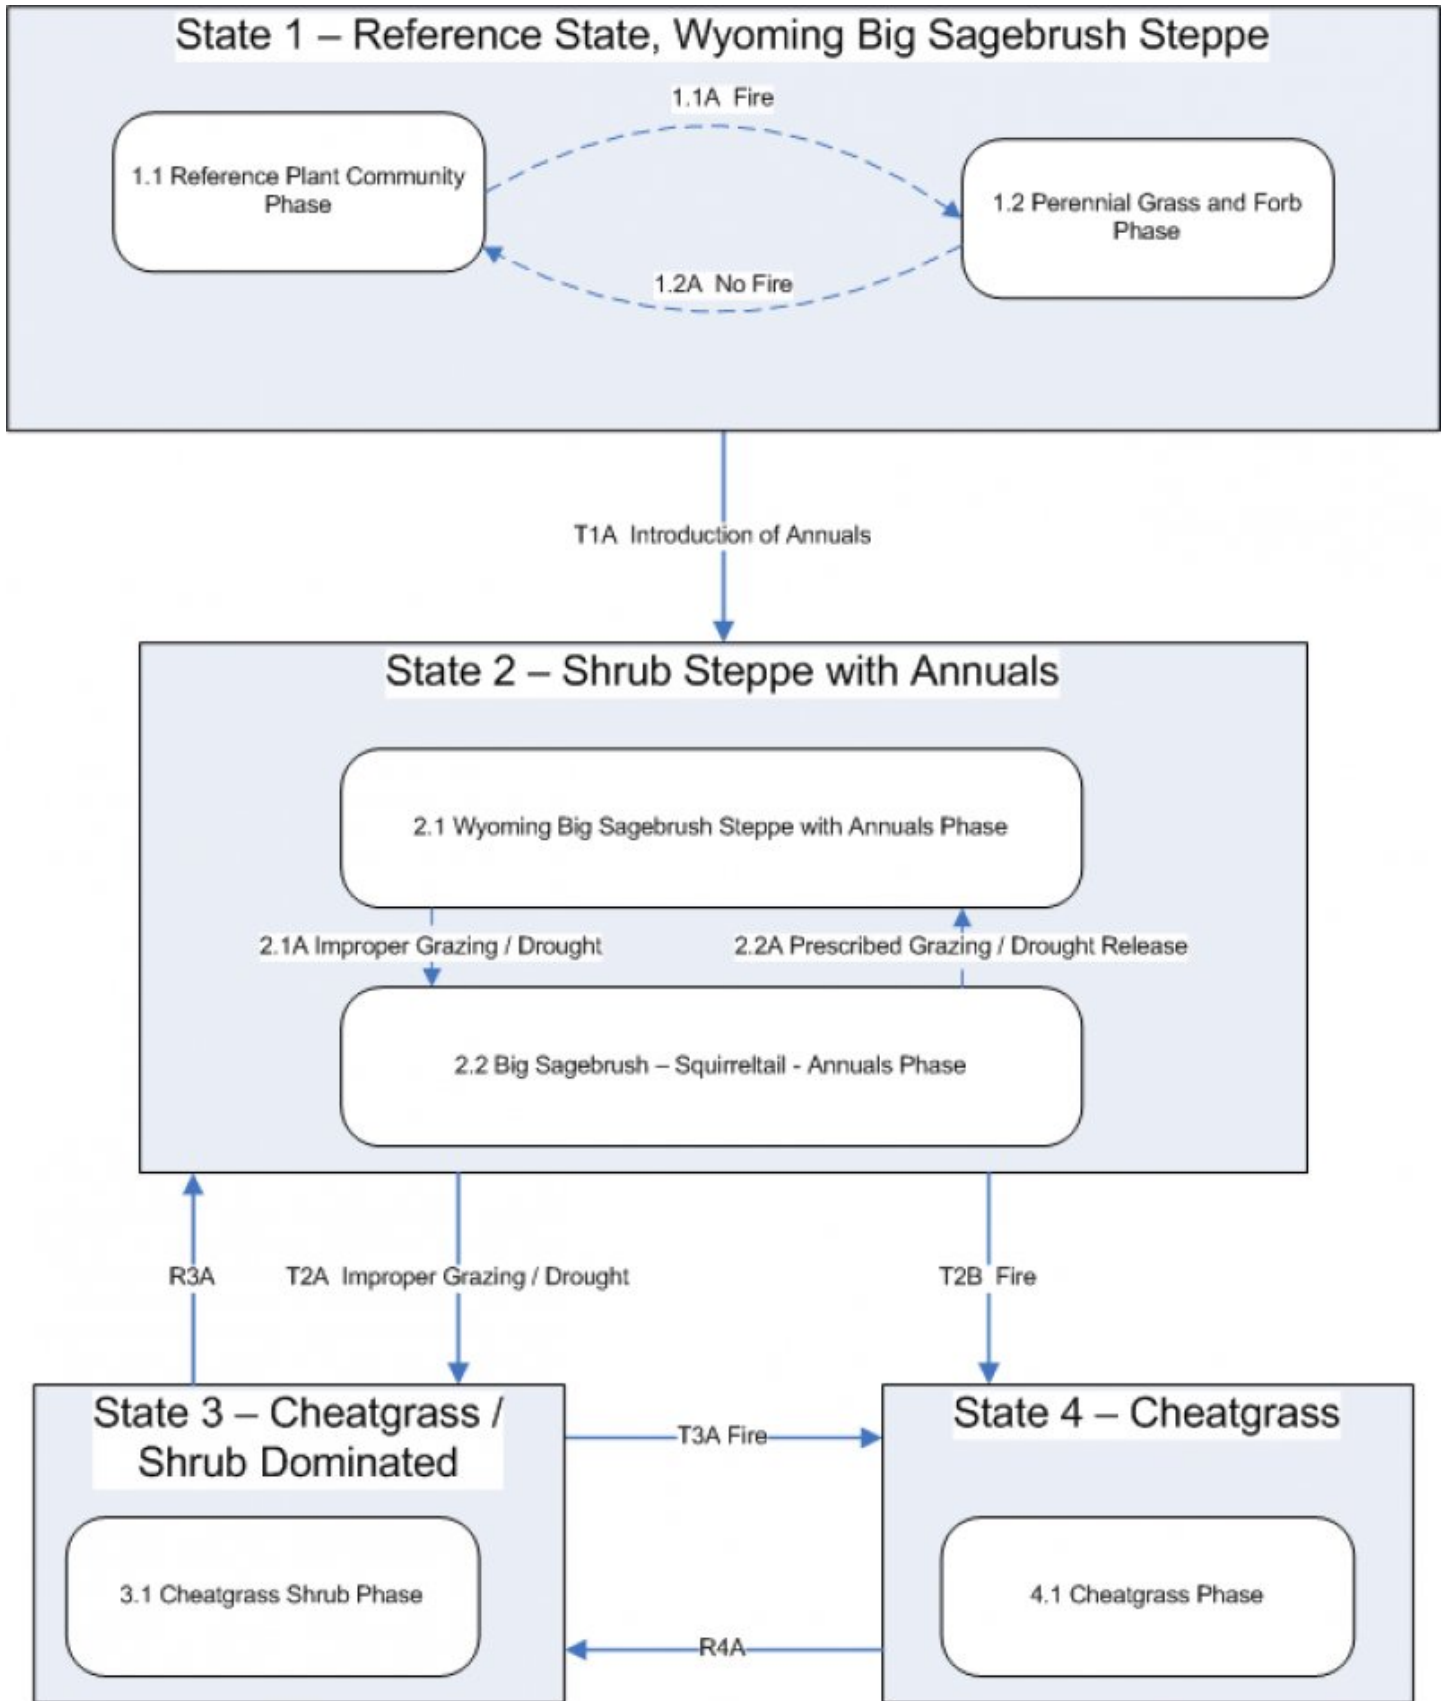 State 1 – Reference State, Wyoming Big Sagebrush Steppe
1.1A  Fire
1.1 Reference Plant Community
Phase
1.2 Perennial Grass and Forb
Phase
1.2A  No Fire
T1A  Introduction of Annuals
State 2 – Shrub Steppe with Annuals
2.1 Wyoming Big Sagebrush Steppe with Annuals Phase
2.1A Improper Grazing / Drought
2.2A Prescribed Grazing / Drought Release
2.2 Big Sagebrush – Squirreltail - Annuals Phase
R3A
T2A  Improper Grazing / Drought
T2B  Fire
State 3 – Cheatgrass /
Shrub Dominated
T3A Fire
State 4 – Cheatgrass
3.1 Cheatgrass Shrub Phase
4.1 Cheatgrass Phase
R4A